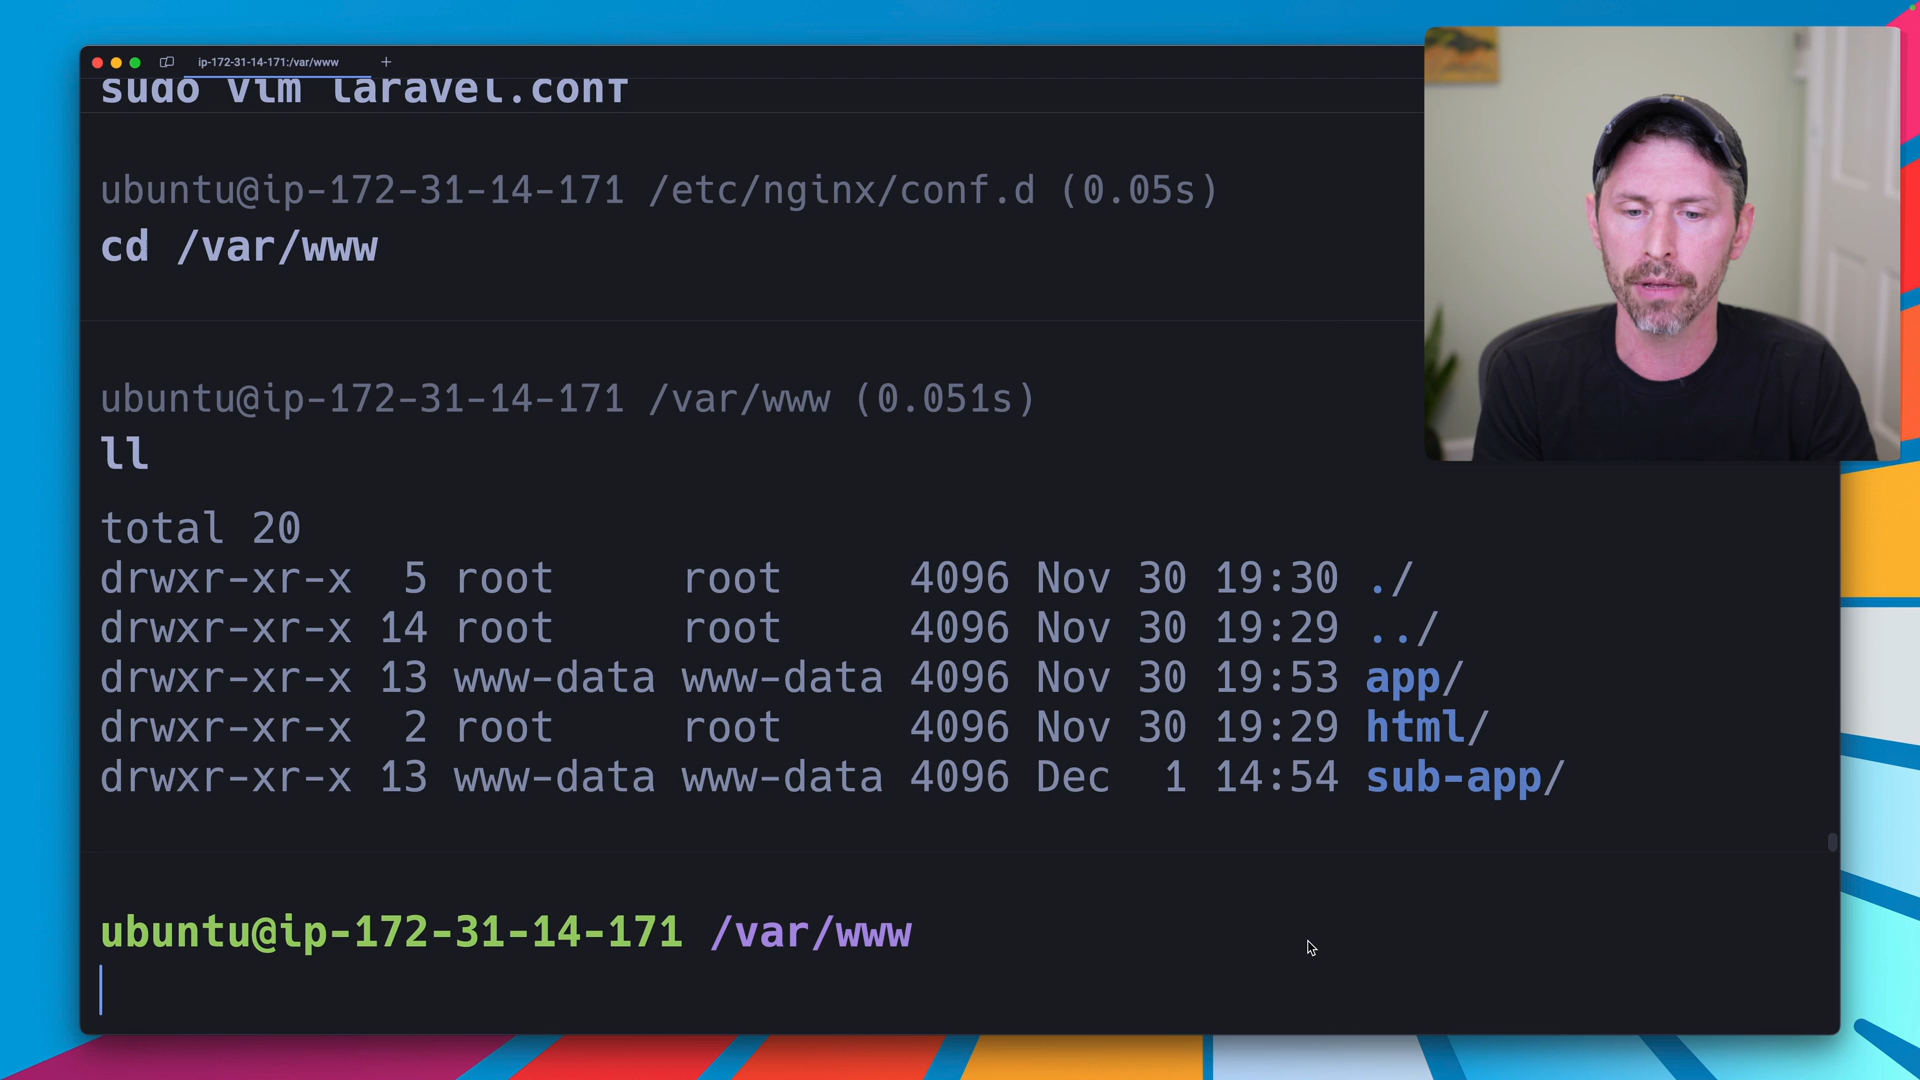 ip-172-31-14-171:/var/www
sudo vim laravel.conf
ubuntu@ip-172-31-14-171 /etc/nginx/conf.d (0.05s)
cd /var/www
ubuntu@ip-172-31-14-171 /var/www (0.051s)
ll
total 20
drwxr-xr-x 5 root root 4096 Nov 30 19:30 ./
drwxr-xr-x 14 root root 4096 Nov 30 19:29 ../
drwxr-xr-x 13 www-data www-data 4096 Nov 30 19:53 app/
drwxr-xr-x 2 root root 4096 Nov 30 19:29 html/
drwxr-xr-x 13 www-data www-data 4096 Dec 1 14:54 sub-app/
ubuntu@ip-172-31-14-171 /var/www